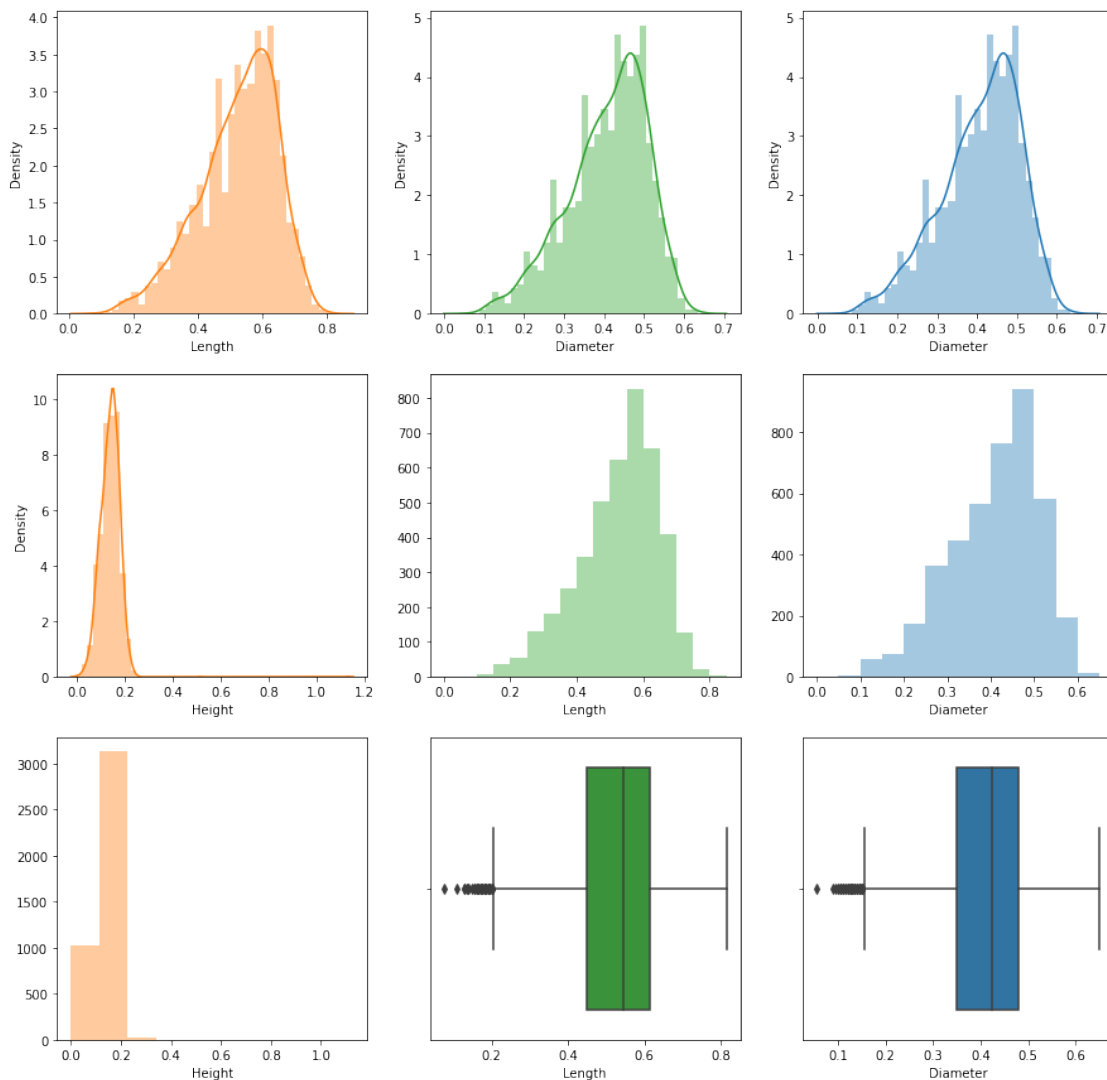 4.0
3.5
3.0
2.5
2.0
1.5
1.0
0.5
0.0
Density
0.0 0.2 0.4 0.6 0.8
Length
5
4
3
2
1
0
Density
0.0 0.1 0.2 0.3 0.4 0.5 0.6 0.7
Diameter
5
4
3
2
1
0
Density
0.0 0.1 0.2 0.3 0.4 0.5 0.6 0.7
Diameter
10
8
6
4
2
0
Density
0.0 0.2 0.4 0.6 0.8 1.0 1.2
Height
800
700
600
500
400
300
200
100
0
0.0 0.2 0.4 0.6 0.8
Length
800
600
400
200
0
0.0 0.1 0.2 0.3 0.4 0.5 0.6
Diameter
3000
2500
2000
1500
1000
500
0
0.0 0.2 0.4 0.6 0.8 1.0
Height
0.2 0.4 0.6 0.8
Length
0.1 0.2 0.3 0.4 0.5 0.6
Diameter